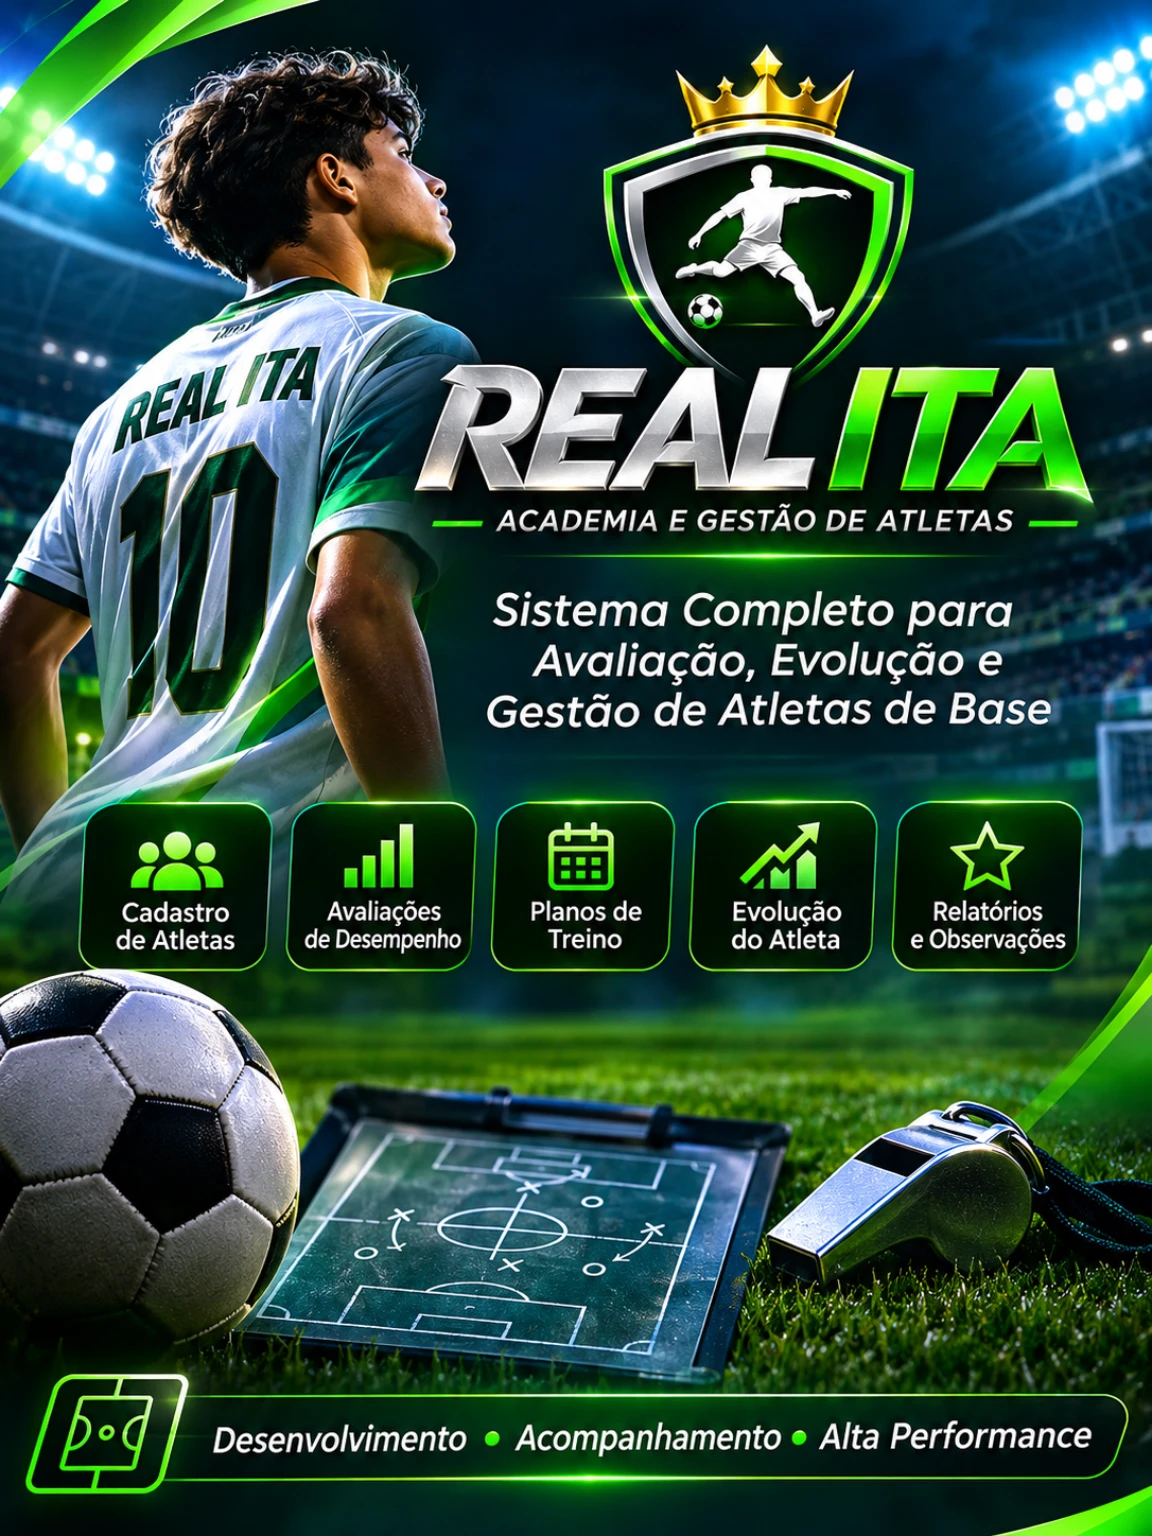 REAL ITA
10
REAL ITA
ACADEMIA E GESTÃO DE ATLETAS
Sistema Completo para
Avaliação, Evolução e
Gestão de Atletas de Base
Cadastro
de Atletas
Avaliações
de Desempenho
Planos de
Treino
Evolução
do Atleta
Relatórios
e Observações
Desenvolvimento • Acompanhamento • Alta Performance